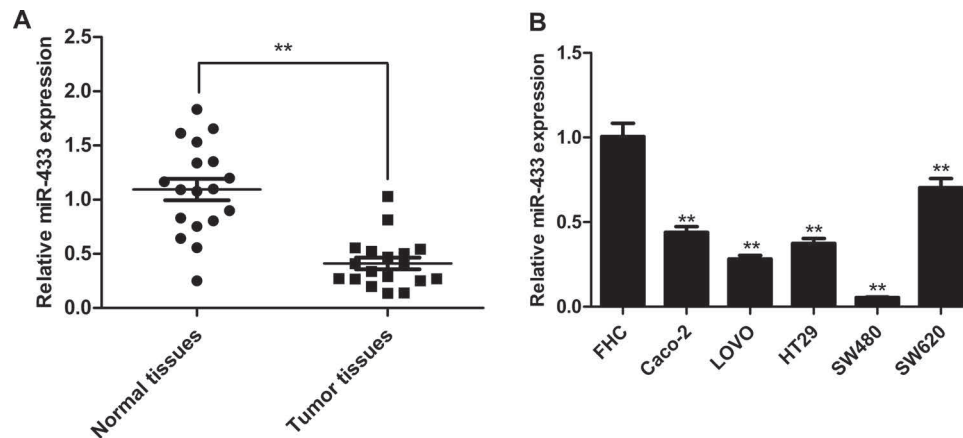 A
Relative miR-433 expression
2.5
2.0
1.5
1.0
0.5
0.0
**
Normal tissues
Tumor tissues
B
Relative miR-433 expression
1.5
1.0
0.5
0.0
**
**
**
**
**
FHC
Caco-2
LOVO
HT29
SW480
SW620